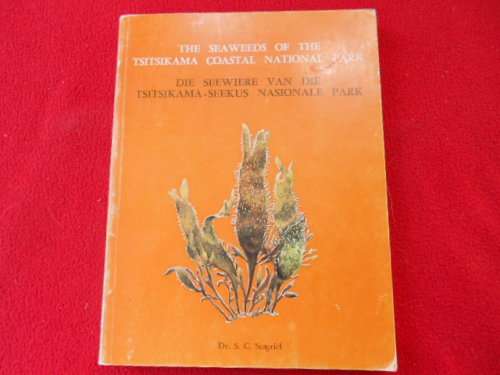 THE SEAWEEDS OF THE
TSITSIKAMA COASTAL NATIONAL PARK
DIE SEEWIERE VAN DIE
TSITSIKAMA-SEEKUS NASIONALE PARK
Dr. S. C. Seagrief